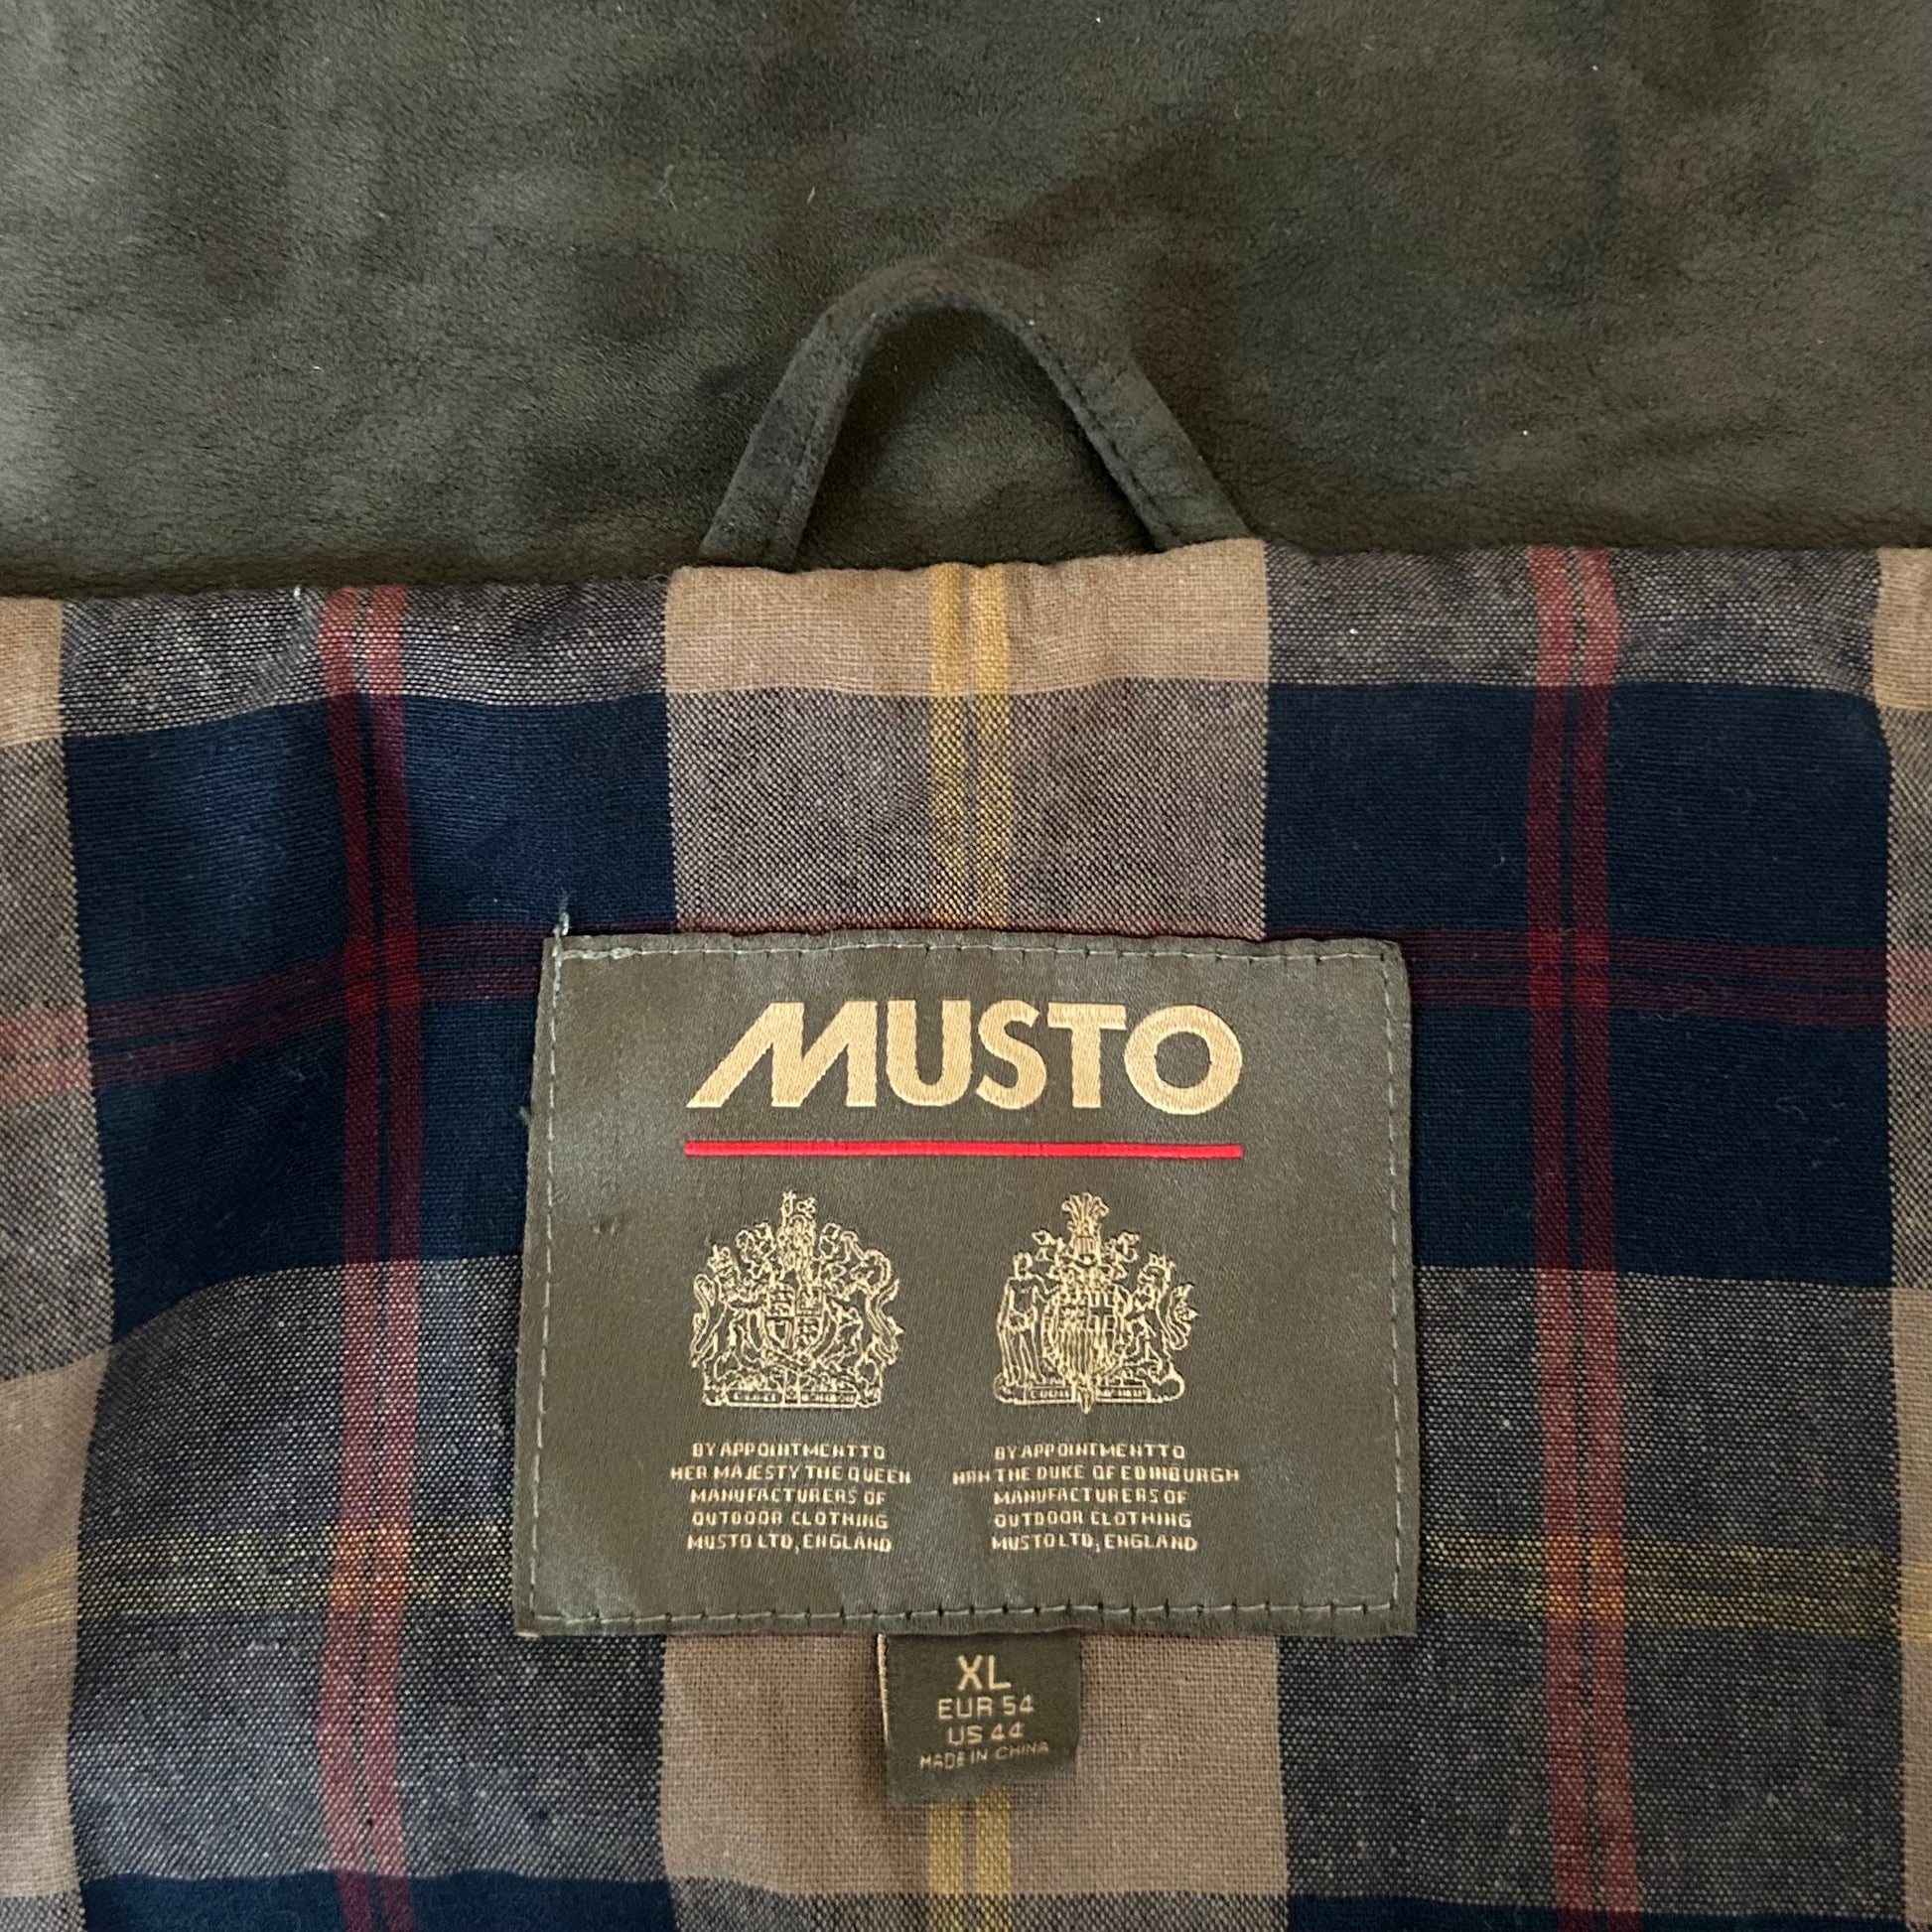 MUSTO
BY APPOINTMENT TO
HER MAJESTY THE QUEEN
MANUFACTURERS OF
OUTDOOR CLOTHING
MUSTO LTD, ENGLAND
BY APPOINTMENT TO
HRH THE DUKE OF EDINBURGH
MANUFACTURERS OF
OUTDOOR CLOTHING
MUSTO LTD, ENGLAND
XL
EUR 54
US 44
MADE IN CHINA